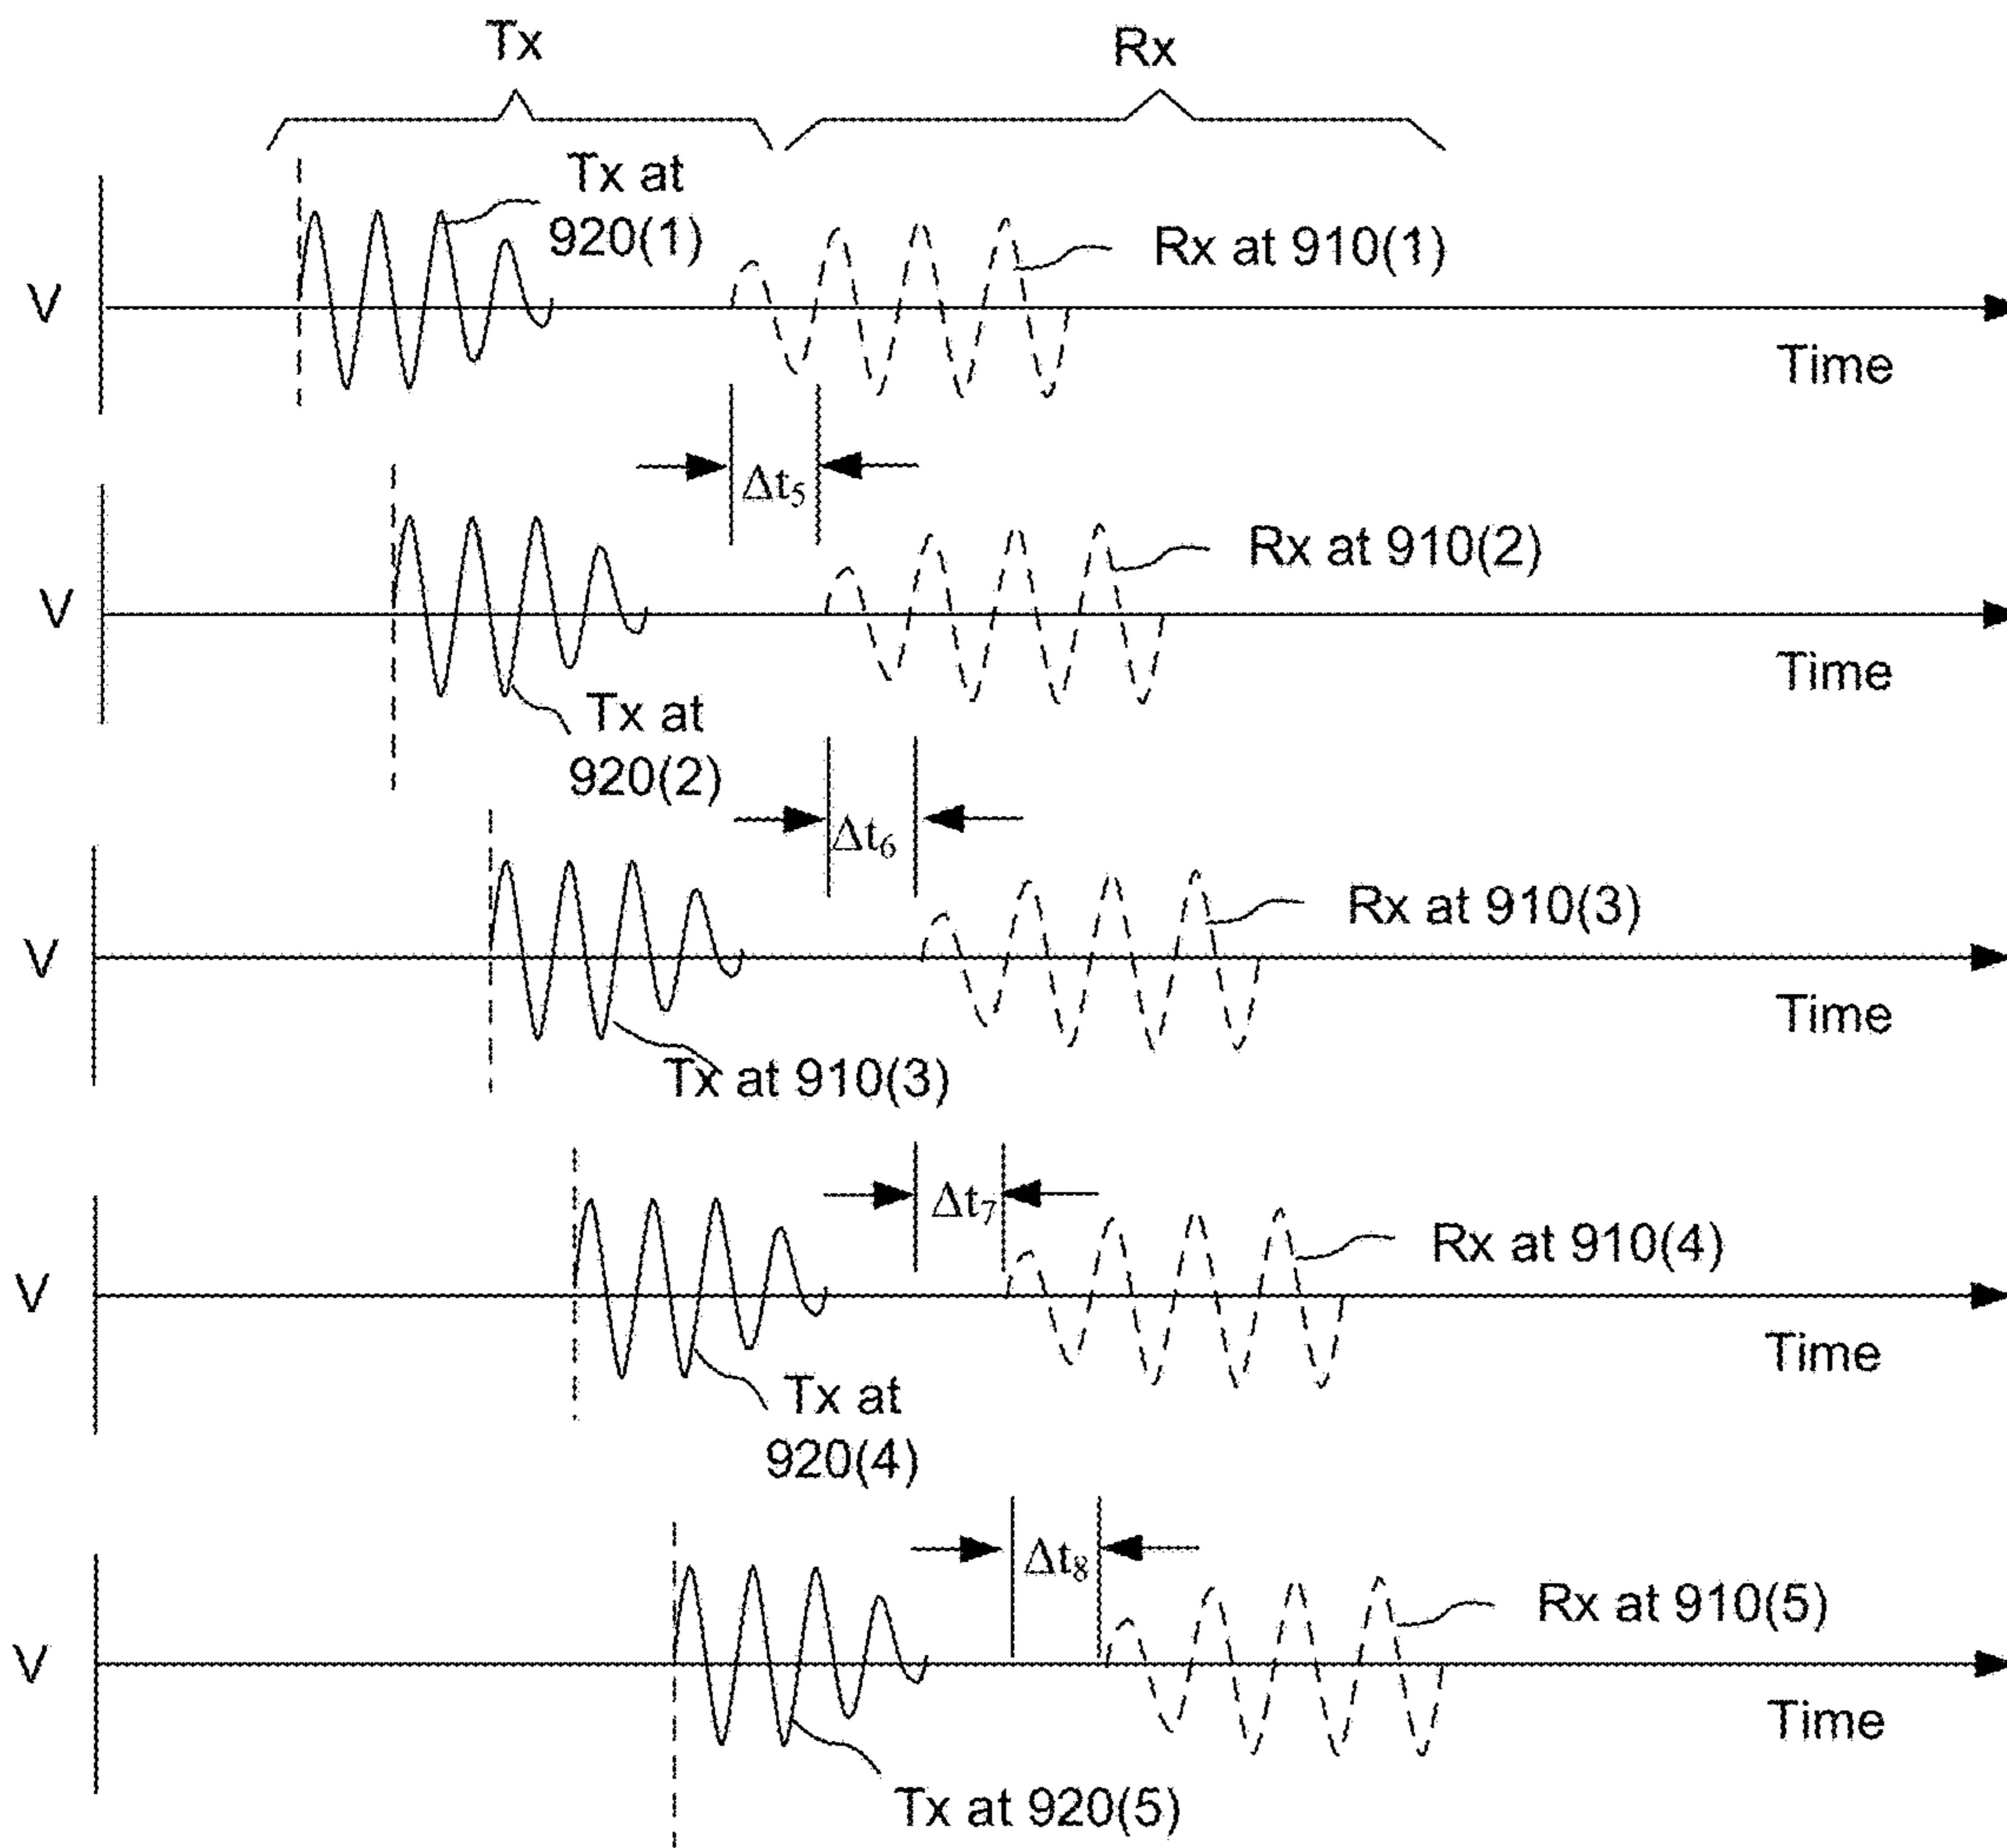 Tx
Rx
Tx at
920(1)
Rx at 910(1)
V
Time
Δt5
Rx at 910(2)
V
Time
Tx at
920(2)
Δt6
Rx at 910(3)
V
Time
Tx at 910(3)
Δt7
Rx at 910(4)
V
Time
Tx at
920(4)
Δt8
Rx at 910(5)
V
Time
Tx at 920(5)